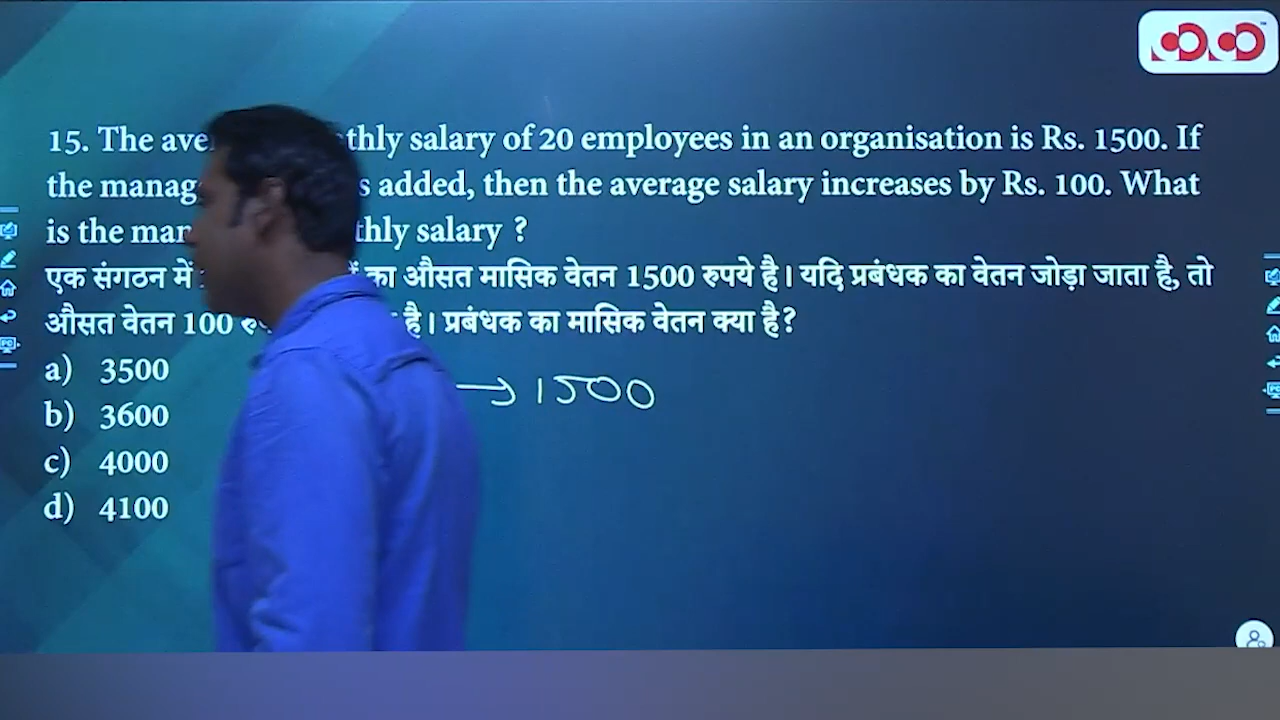 15. The ave thly salary of 20 employees in an organisation is Rs. 1500. If
the manag s added, then the average salary increases by Rs. 100. What
is the man thly salary ?
एक संगठन में का औसत मासिक वेतन 1500 रुपये है। यदि प्रबंधक का वेतन जोड़ा जाता है, तो
औसत वेतन 100 है। प्रबंधक का मासिक वेतन क्या है?
a) 3500
→ 1500
b) 3600
c) 4000
d) 4100